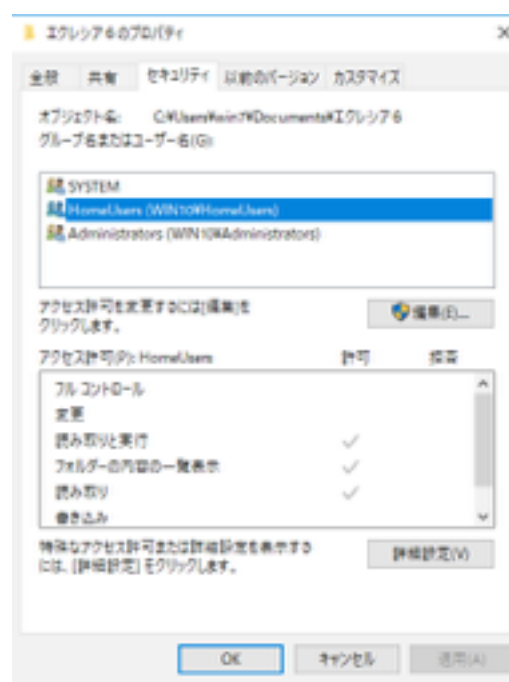 エクレシア6のプロパティ
全般 共有 セキュリティ 以前のバージョン カスタマイズ
オブジェクト名: C:¥Users¥win7¥Documents¥エクレシア6
グループ名またはユーザー名(G):
SYSTEM
HomeUsers (WIN10¥HomeUsers)
Administrators (WIN10¥Administrators)
アクセス許可を変更するには[編集]を
クリックします。
編集(E)...
アクセス許可(P): HomeUsers 許可 拒否
フル コントロール
変更
読み取りと実行
フォルダーの内容の一覧表示
読み取り
書き込み
特殊なアクセス許可または詳細設定を表示する
には、[詳細設定] をクリックします。
詳細設定(V)
OK キャンセル 適用(A)